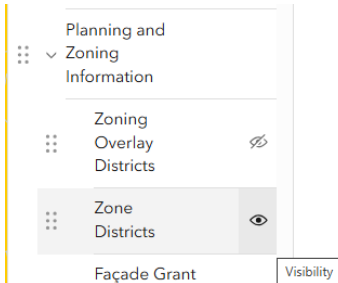 Planning and
Zoning
Information
Zoning
Overlay
Districts
Zone
Districts
Façade Grant
Visibility